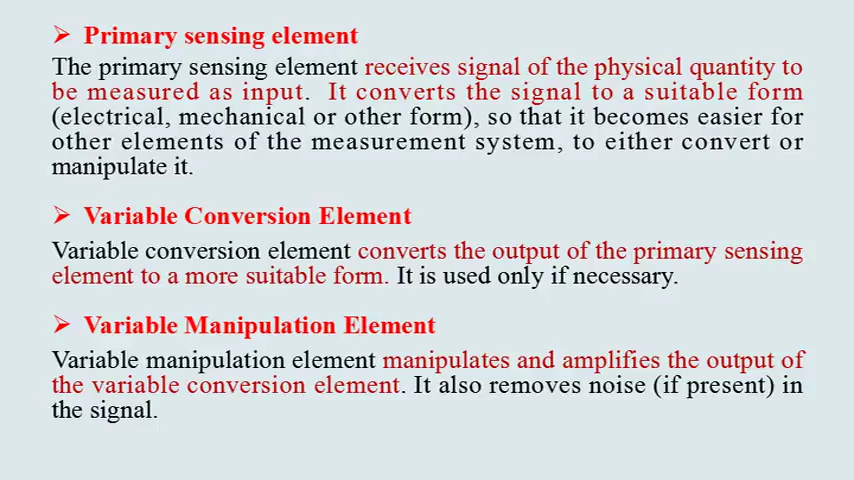 ➢ Primary sensing element
The primary sensing element receives signal of the physical quantity to
be measured as input. It converts the signal to a suitable form
(electrical, mechanical or other form), so that it becomes easier for
other elements of the measurement system, to either convert or
manipulate it.
➢ Variable Conversion Element
Variable conversion element converts the output of the primary sensing
element to a more suitable form. It is used only if necessary.
➢ Variable Manipulation Element
Variable manipulation element manipulates and amplifies the output of
the variable conversion element. It also removes noise (if present) in
the signal.